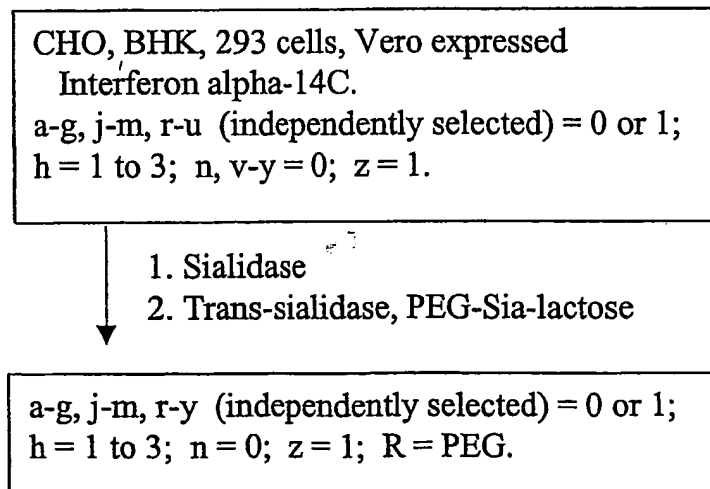 CHO, BHK, 293 cells, Vero expressed
Interferon alpha-14C.
a-g, j-m, r-u (independently selected) = 0 or 1;
h = 1 to 3; n, v-y = 0; z = 1.
1. Sialidase
2. Trans-sialidase, PEG-Sia-lactose
a-g, j-m, r-y (independently selected) = 0 or 1;
h = 1 to 3; n = 0; z = 1; R = PEG.